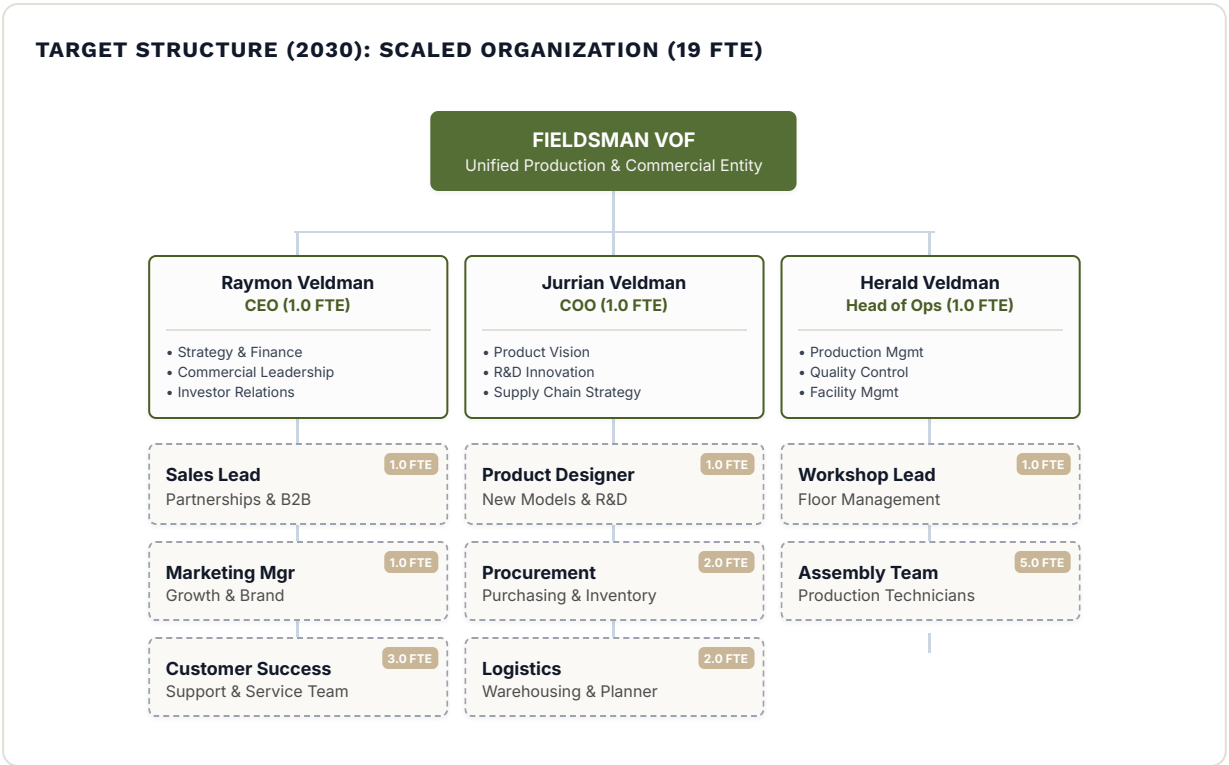 TARGET STRUCTURE (2030): SCALED ORGANIZATION (19 FTE)
FIELDSMAN VOF
Unified Production & Commercial Entity
Raymon Veldman
CEO (1.0 FTE)
• Strategy & Finance
• Commercial Leadership
• Investor Relations
Sales Lead
1.0 FTE
Partnerships & B2B
Marketing Mgr
1.0 FTE
Growth & Brand
Customer Success
3.0 FTE
Support & Service Team
Jurrian Veldman
COO (1.0 FTE)
• Product Vision
• R&D Innovation
• Supply Chain Strategy
Product Designer
1.0 FTE
New Models & R&D
Procurement
2.0 FTE
Purchasing & Inventory
Logistics
2.0 FTE
Warehousing & Planner
Herald Veldman
Head of Ops (1.0 FTE)
• Production Mgmt
• Quality Control
• Facility Mgmt
Workshop Lead
1.0 FTE
Floor Management
Assembly Team
5.0 FTE
Production Technicians